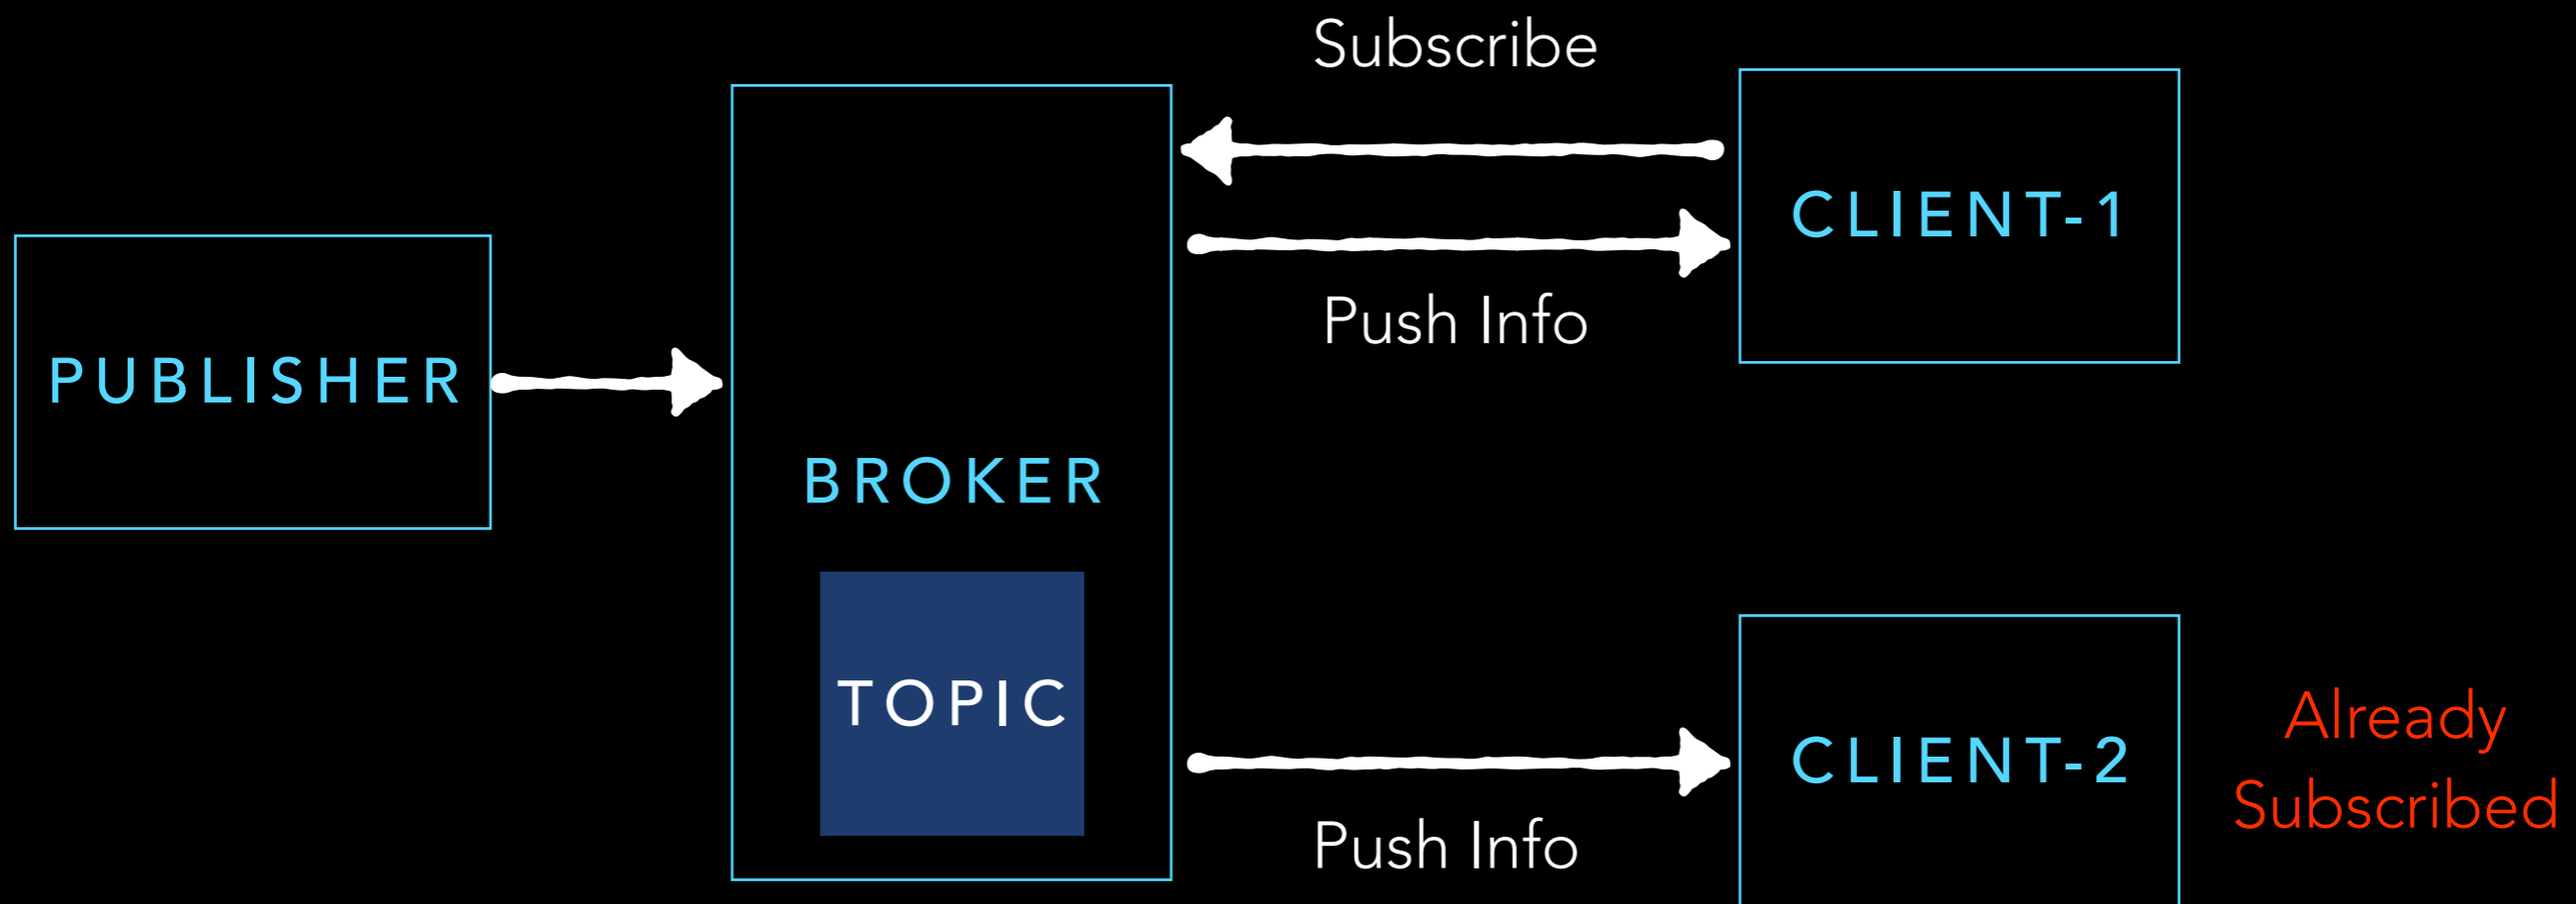 Subscribe
CLIENT-1
Push Info
PUBLISHER
BROKER
TOPIC
CLIENT-2
Already
Subscribed
Push Info